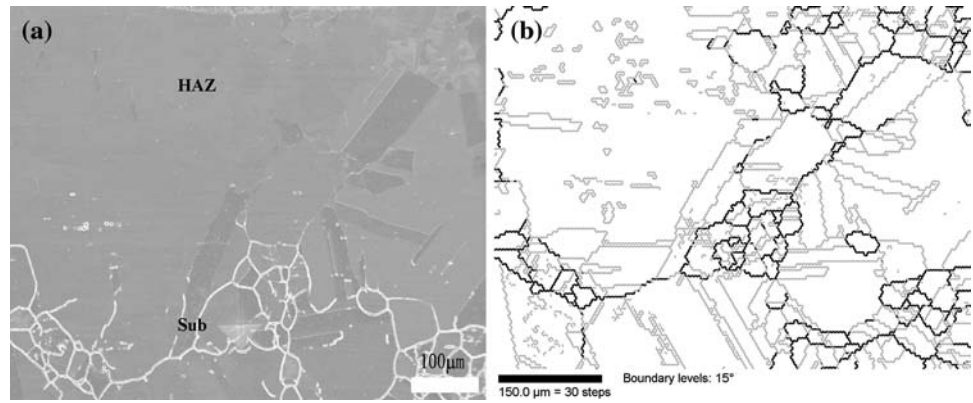 (a)
HAZ
Sub
100μm
(b)
150.0 μm = 30 steps
Boundary levels: 15°